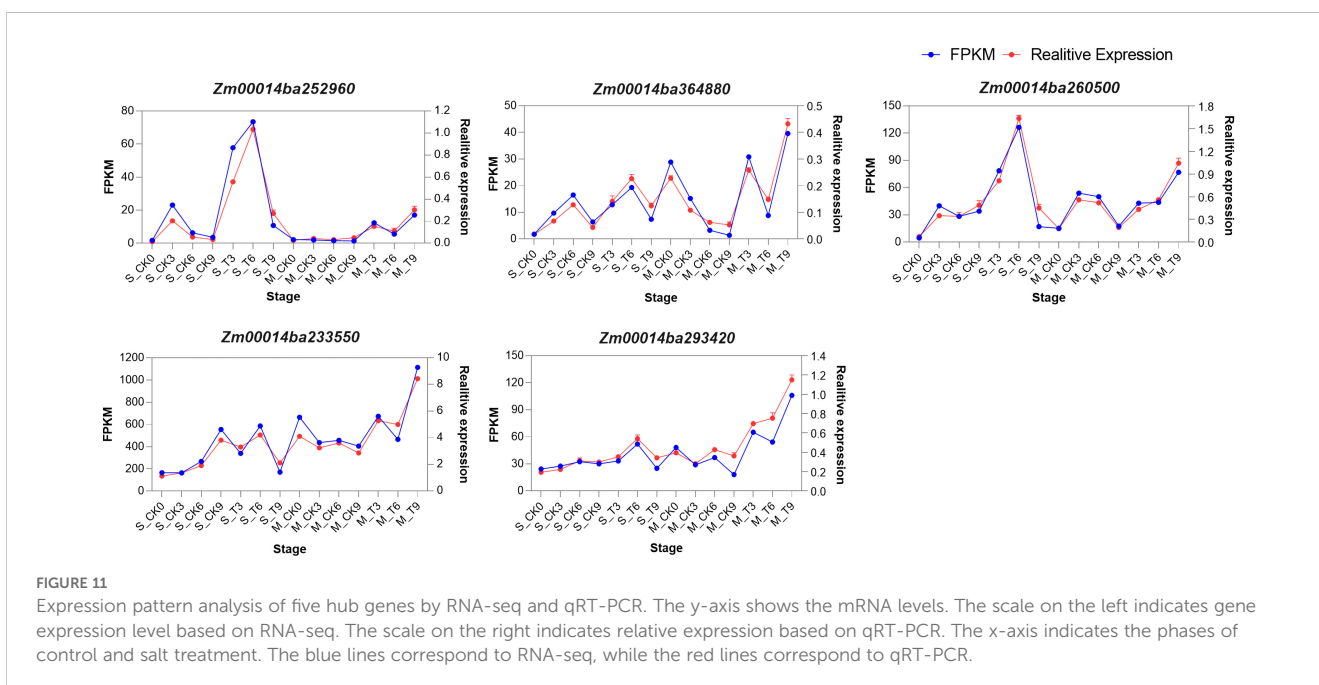 FPKM Realitive Expression
Zm00014ba252960
80
60
40
20
0
FPKM
1.2
1.0
0.8
0.6
0.4
0.2
0.0
Realitive expression
S_CK0 S_CK3 S_CK6 S_CK9 S_T3 S_T6 S_T9 M_CK0 M_CK3 M_CK6 M_CK9 M_T3 M_T6 M_T9
Stage
Zm00014ba364880
50
40
30
20
10
0
FPKM
0.5
0.4
0.3
0.2
0.1
0.0
Realitive expression
S_CK0 S_CK3 S_CK6 S_CK9 S_T3 S_T6 S_T9 M_CK0 M_CK3 M_CK6 M_CK9 M_T3 M_T6 M_T9
Stage
Zm00014ba260500
150
120
90
60
30
0
FPKM
1.8
1.5
1.2
0.9
0.6
0.3
0.0
Realitive expression
S_CK0 S_CK3 S_CK6 S_CK9 S_T3 S_T6 S_T9 M_CK0 M_CK3 M_CK6 M_CK9 M_T3 M_T6 M_T9
Stage
Zm00014ba233550
1200
1000
800
600
400
200
0
FPKM
10
8
6
4
2
0
Realitive expression
S_CK0 S_CK3 S_CK6 S_CK9 S_T3 S_T6 S_T9 M_CK0 M_CK3 M_CK6 M_CK9 M_T3 M_T6 M_T9
Stage
Zm00014ba293420
150
120
90
60
30
0
FPKM
1.4
1.2
1.0
0.8
0.6
0.4
0.2
0.0
Realitive expression
S_CK0 S_CK3 S_CK6 S_CK9 S_T3 S_T6 S_T9 M_CK0 M_CK3 M_CK6 M_CK9 M_T3 M_T6 M_T9
Stage
FIGURE 11
Expression pattern analysis of five hub genes by RNA-seq and qRT-PCR. The y-axis shows the mRNA levels. The scale on the left indicates gene
expression level based on RNA-seq. The scale on the right indicates relative expression based on qRT-PCR. The x-axis indicates the phases of
control and salt treatment. The blue lines correspond to RNA-seq, while the red lines correspond to qRT-PCR.